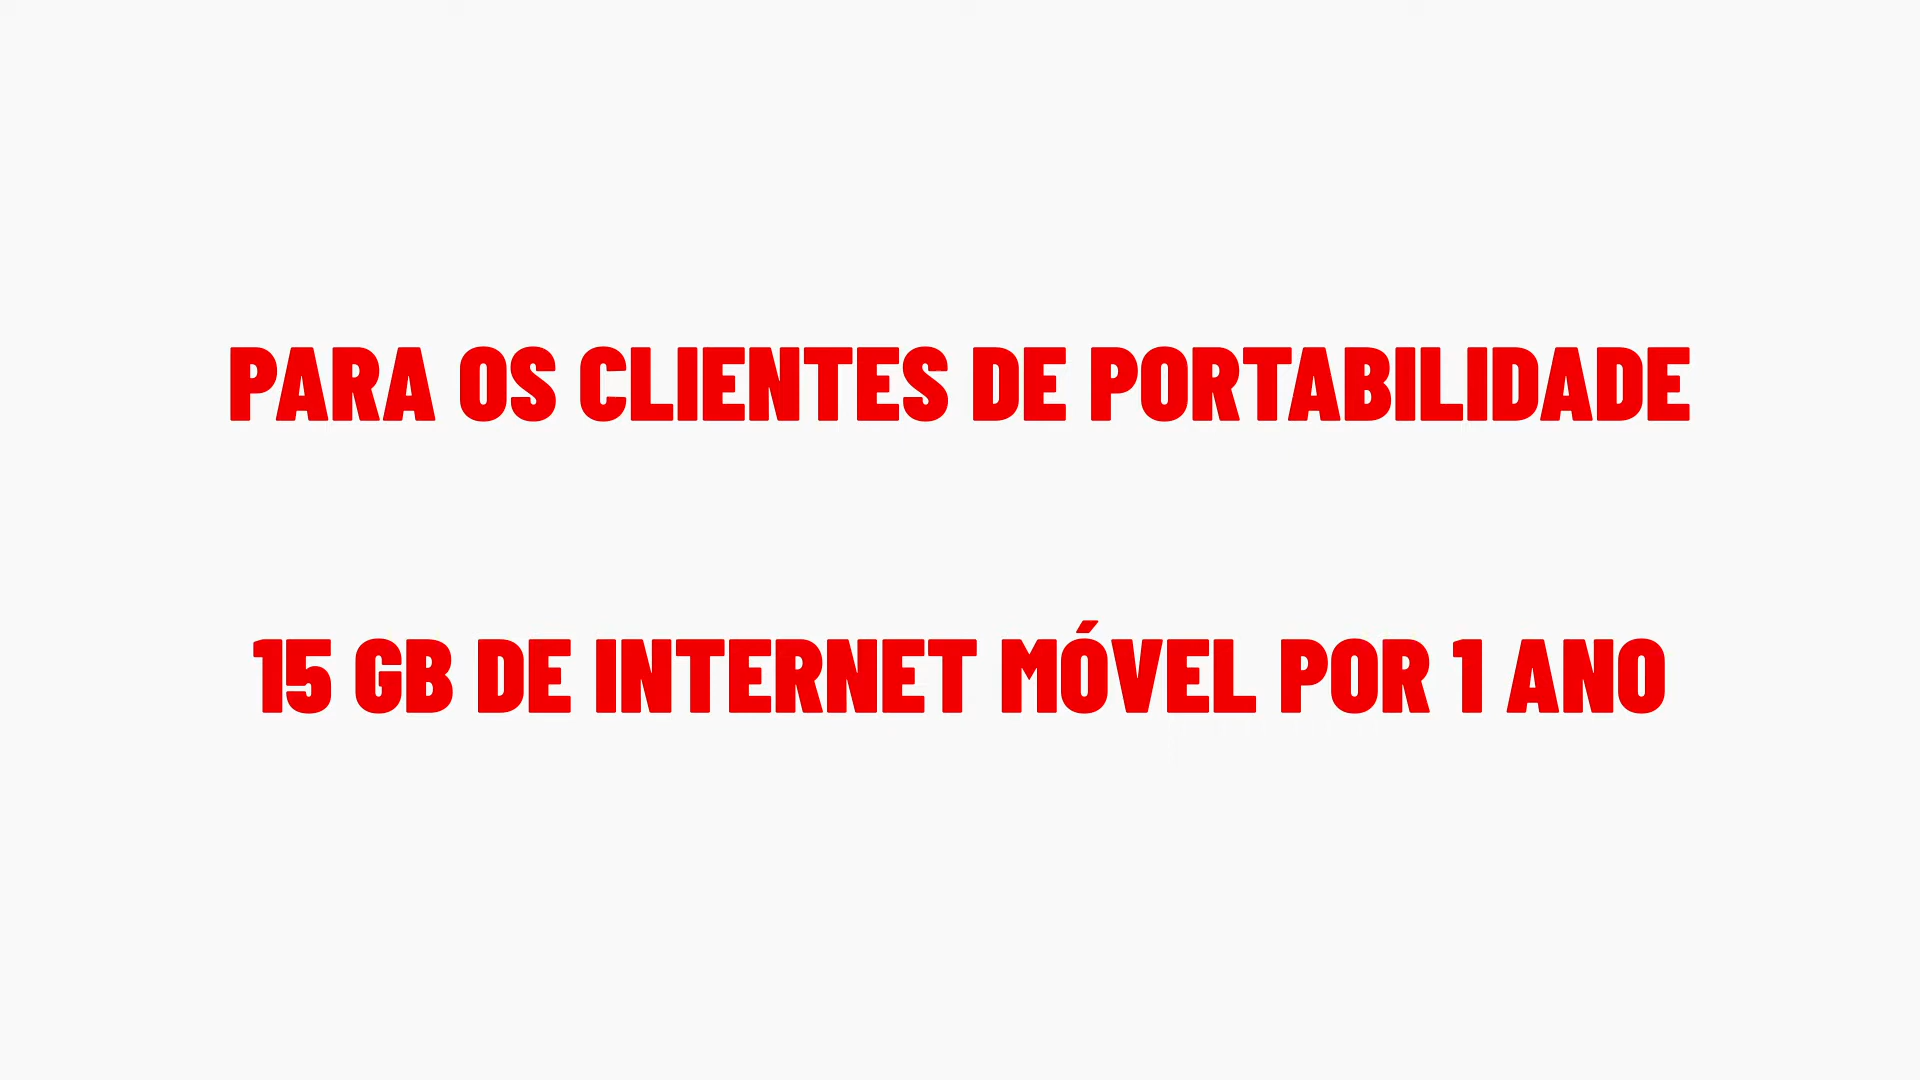 PARA OS CLIENTES DE PORTABILIDADE
15 GB DE INTERNET MÓVEL POR 1 ANO